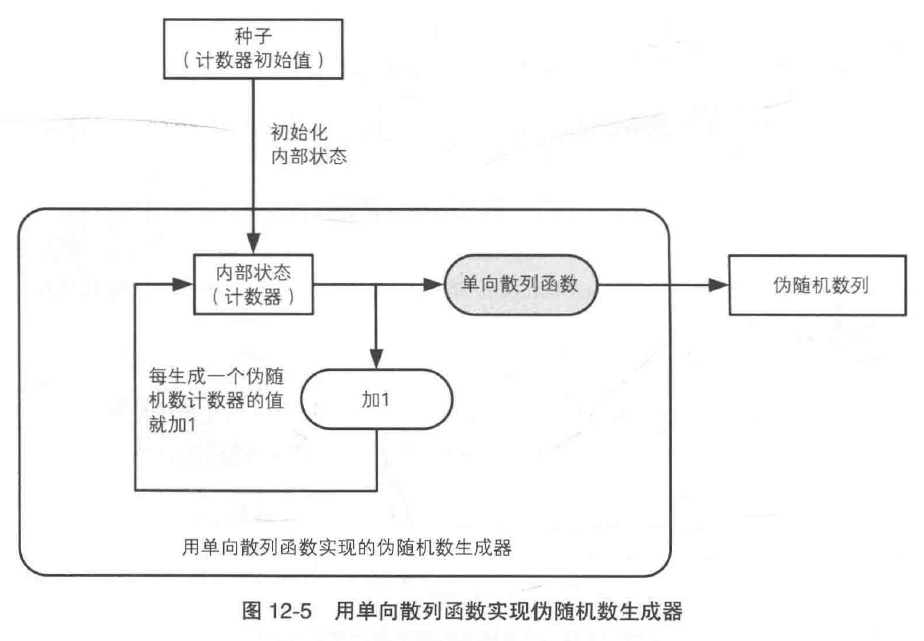 种子
（计数器初始值）
初始化
内部状态
内部状态
（计数器）
单向散列函数
伪随机数列
每生成一个伪随
机数计数器的值
就加1
加1
用单向散列函数实现的伪随机数生成器
图 12-5 用单向散列函数实现伪随机数生成器